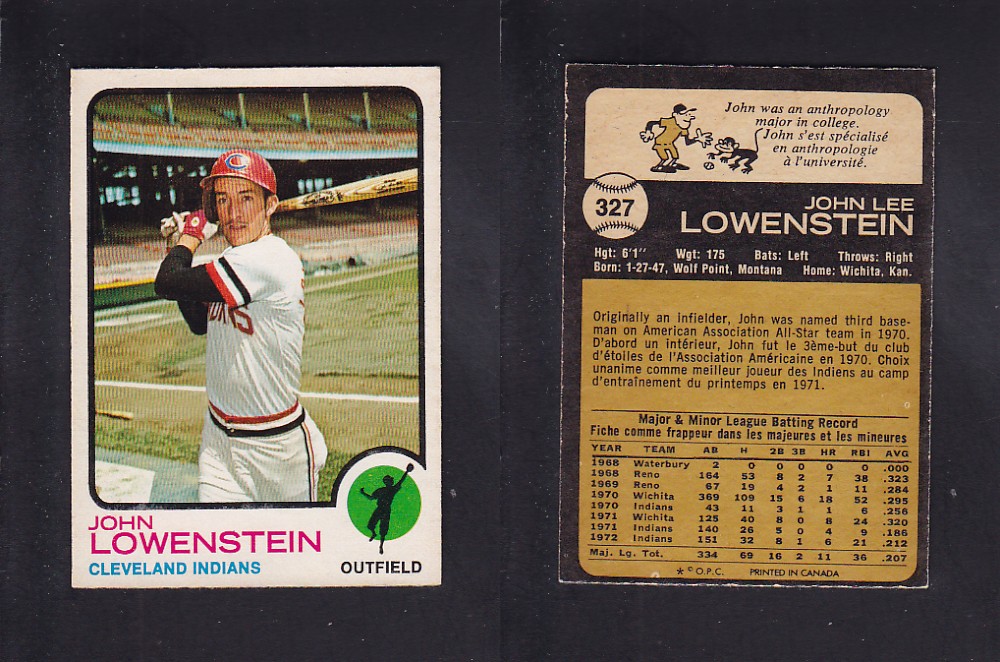 C
JOHN
LOWENSTEIN
CLEVELAND INDIANS
OUTFIELD
John was an anthropology
major in college.
John s'est spécialisé
en anthropologie
à l'université.
327
JOHN LEE
LOWENSTEIN
Hgt: 6'1" Wgt: 175 Bats: Left Throws: Right
Born: 1-27-47, Wolf Point, Montana Home: Wichita, Kan.
Originally an infielder, John was named third base-
man on American Association All-Star team in 1970.
D'abord un intérieur, John fut le 3ème-but du club
d'étoiles de l'Association Américaine en 1970. Choix
unanime comme meilleur joueur des Indiens au camp
d'entraînement du printemps en 1971.
Major & Minor League Batting Record
Fiche comme frappeur dans les majeures et les mineures
YEAR TEAM AB H 2B 3B HR RBI AVG
1968 Waterbury 2 0 0 0 0 0 .000
1968 Reno 164 53 8 2 7 38 .323
1969 Reno 67 19 4 2 1 11 .284
1970 Wichita 369 109 15 6 18 52 .295
1970 Indians 43 11 3 1 1 6 .256
1971 Wichita 125 40 8 0 8 24 .320
1971 Indians 140 26 5 0 4 9 .186
1972 Indians 151 32 8 1 6 21 .212
Maj. Lg. Tot. 334 69 16 2 11 36 .207
* © O.P.C. PRINTED IN CANADA